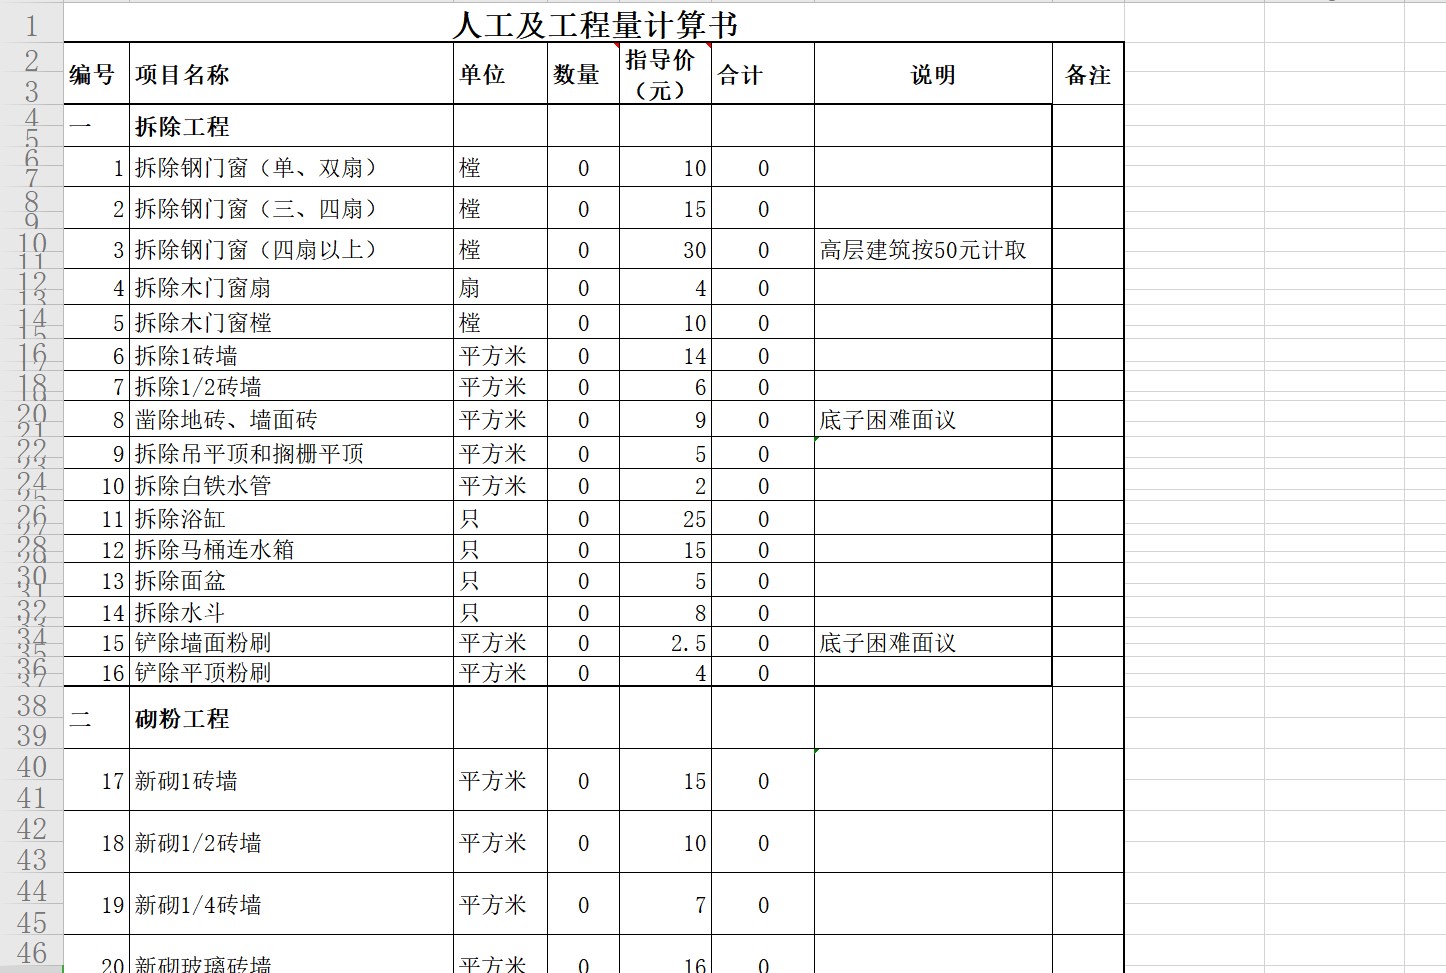 人工及工程量计算书
编号 项目名称 单位 数量 指导价（元） 合计 说明 备注
一 拆除工程
1 拆除钢门窗（单、双扇） 樘 0 10 0
2 拆除钢门窗（三、四扇） 樘 0 15 0
3 拆除钢门窗（四扇以上） 樘 0 30 0 高层建筑按50元计取
4 拆除木门窗扇 扇 0 4 0
5 拆除木门窗樘 樘 0 10 0
6 拆除1砖墙 平方米 0 14 0
7 拆除1/2砖墙 平方米 0 6 0
8 凿除地砖、墙面砖 平方米 0 9 0 底子困难面议
9 拆除吊平顶和搁栅平顶 平方米 0 5 0
10 拆除白铁水管 平方米 0 2 0
11 拆除浴缸 只 0 25 0
12 拆除马桶连水箱 只 0 15 0
13 拆除面盆 只 0 5 0
14 拆除水斗 只 0 8 0
15 铲除墙面粉刷 平方米 0 2.5 0 底子困难面议
16 铲除平顶粉刷 平方米 0 4 0
二 砌粉工程
17 新砌1砖墙 平方米 0 15 0
18 新砌1/2砖墙 平方米 0 10 0
19 新砌1/4砖墙 平方米 0 7 0
20 新砌玻璃砖墙 平方米 0 16 0